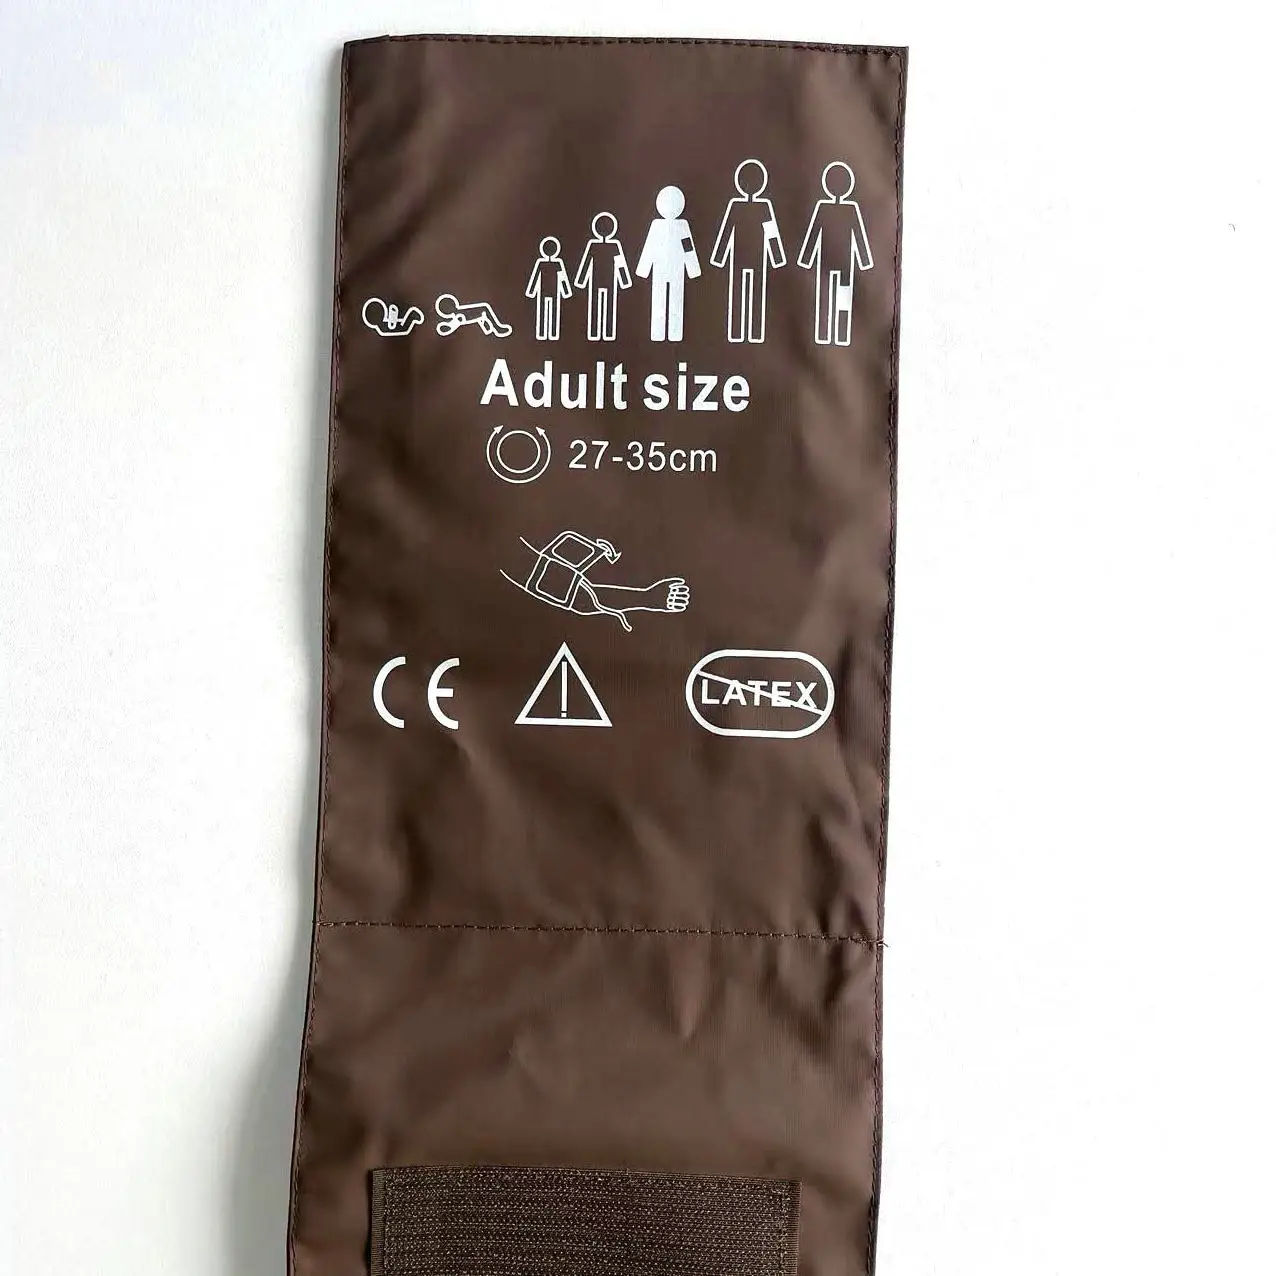 Adult size
27-35cm
CE
LATEX